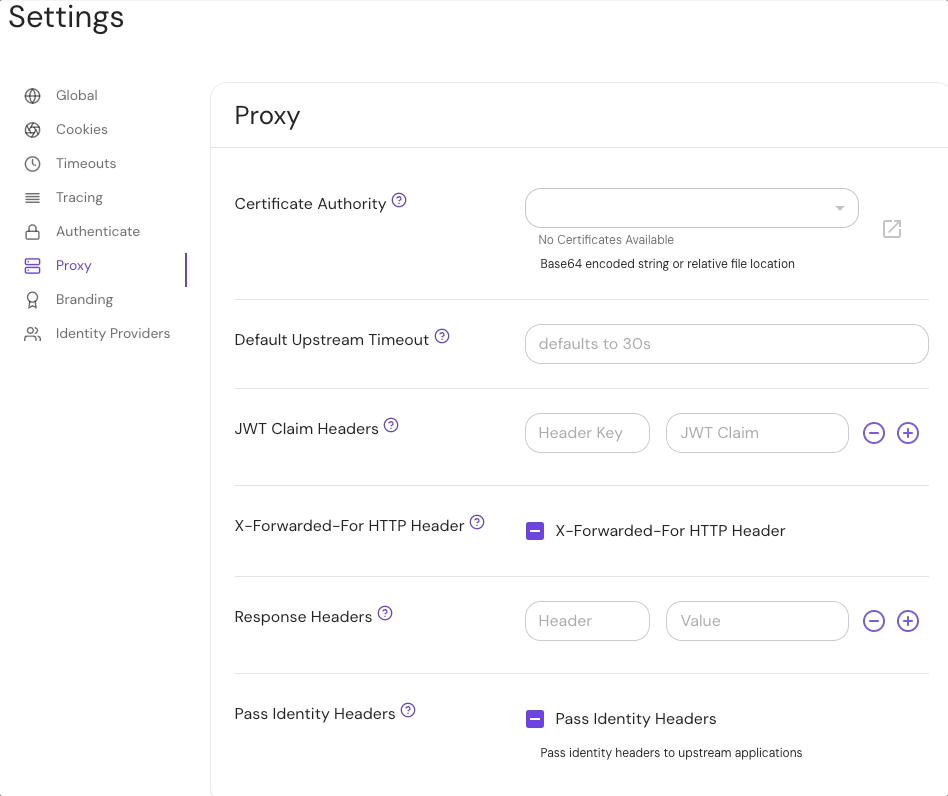 Settings
Global
Cookies
Timeouts
Tracing
Authenticate
Proxy
Branding
Identity Providers
Proxy
Certificate Authority
No Certificates Available
Base64 encoded string or relative file location
Default Upstream Timeout
defaults to 30s
JWT Claim Headers
Header Key
JWT Claim
X-Forwarded-For HTTP Header
X-Forwarded-For HTTP Header
Response Headers
Header
Value
Pass Identity Headers
Pass Identity Headers
Pass identity headers to upstream applications